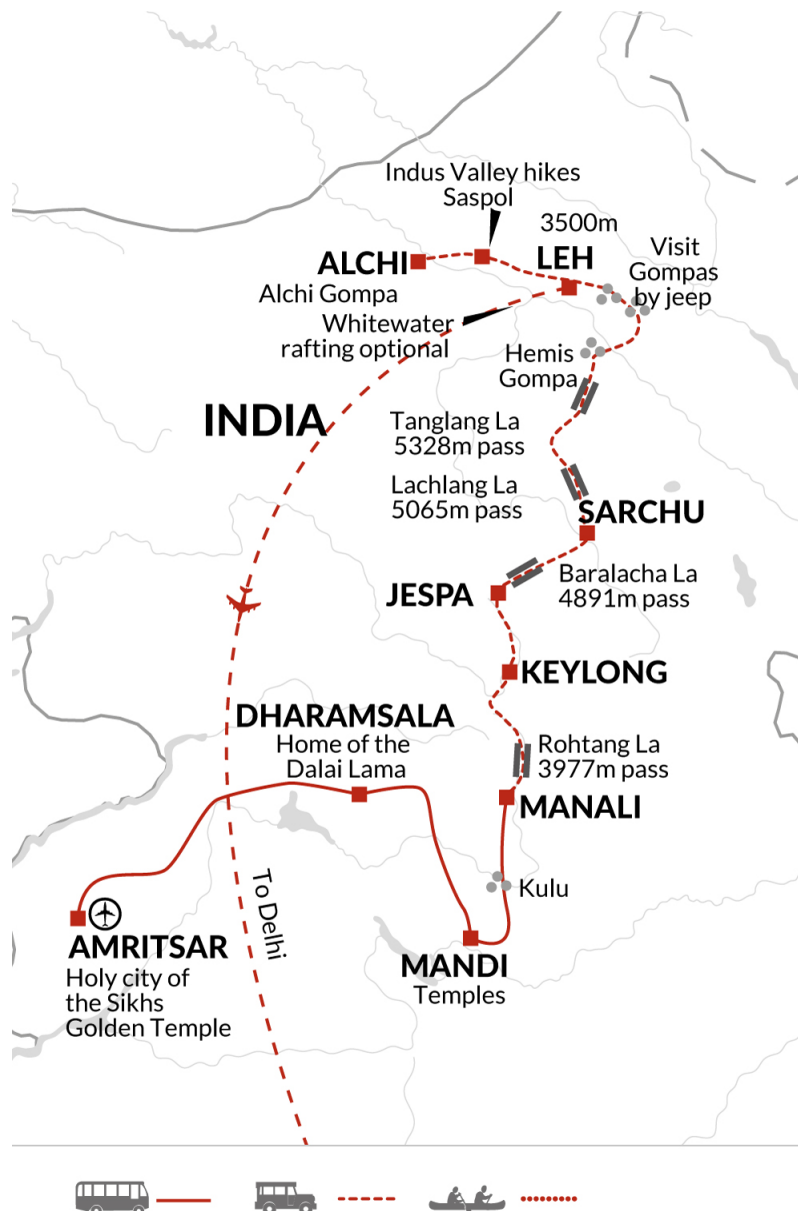 Indus Valley hikes
Saspol
3500m
LEH
Visit
Gompas
by jeep
ALCHI
Alchi Gompa
Whitewater
rafting optional
Hemis
Gompa
INDIA
Tanglang La
5328m pass
Lachlang La
5065m pass
SARCHU
Baralacha La
4891m pass
JESPA
KEYLONG
DHARAMSALA
Home of the
Dalai Lama
Rohtang La
3977m pass
MANALI
To Delhi
Kulu
AMRITSAR
Holy city of
the Sikhs
Golden Temple
MANDI
Temples